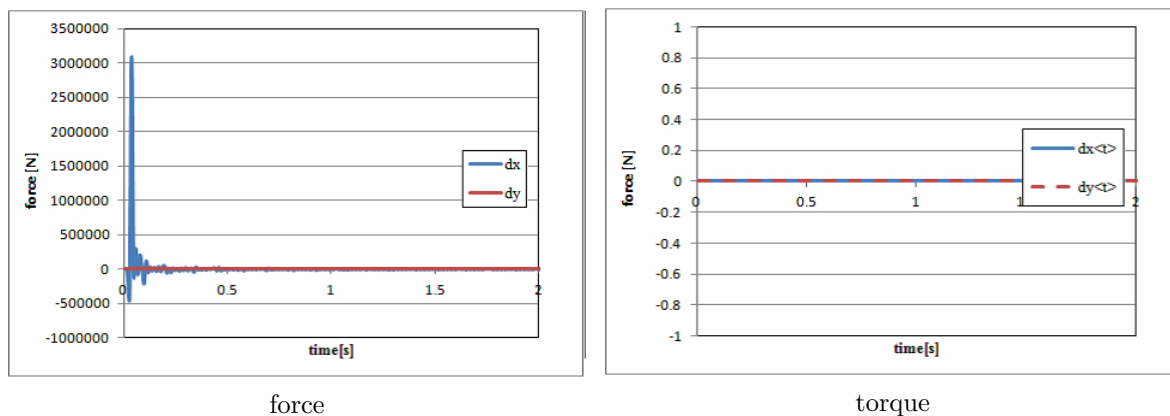 3500000
3000000
2500000
2000000
1500000
1000000
500000
0
-500000
-1000000
force [N]
0 0.5 1 1.5 2
time[s]
dx
dy
force
1
0.8
0.6
0.4
0.2
0
-0.2
-0.4
-0.6
-0.8
-1
force [N]
0 0.5 1 1 2
time[s]
dx<t>
dy<t>
torque